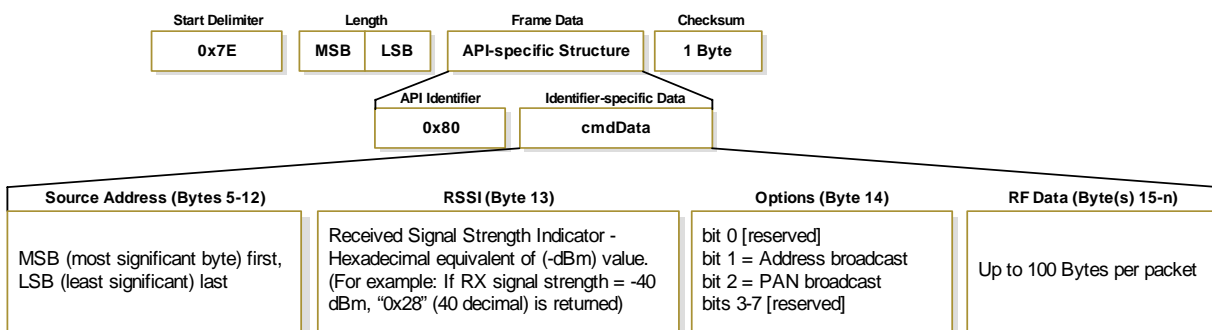 Start Delimiter
Length
Frame Data
Checksum
0x7E
MSB
LSB
API-specific Structure
1 Byte
API Identifier
Identifier-specific Data
0x80
cmdData
Source Address (Bytes 5-12)
MSB (most significant byte) first,
LSB (least significant) last
RSSI (Byte 13)
Received Signal Strength Indicator -
Hexadecimal equivalent of (-dBm) value.
(For example: If RX signal strength = -40
dBm, “0x28” (40 decimal) is returned)
Options (Byte 14)
bit 0 [reserved]
bit 1 = Address broadcast
bit 2 = PAN broadcast
bits 3-7 [reserved]
RF Data (Byte(s) 15-n)
Up to 100 Bytes per packet